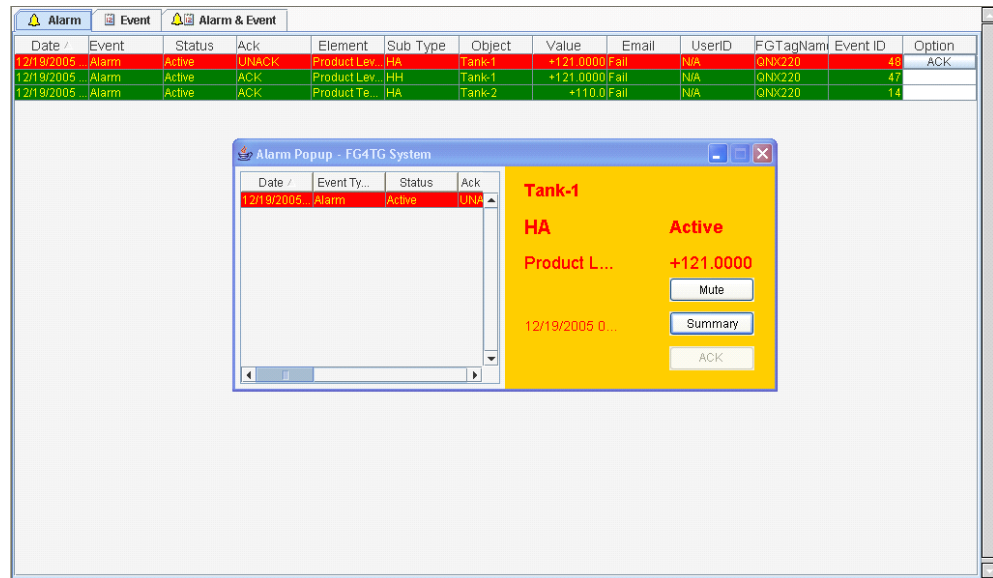 Alarm Event Alarm & Event
Date Event Status Ack Element Sub Type Object Value Email UserID FGTagNam Event ID Option
12/19/2005 ... Alarm Active UNACK Product Lev... HA Tank-1 +121.0000 Fail N/A QNX220 48 ACK
12/19/2005 ... Alarm Active ACK Product Lev... HH Tank-1 +121.0000 Fail N/A QNX220 47
12/19/2005 ... Alarm Active ACK Product Te... HA Tank-2 +110.0 Fail N/A QNX220 14
Alarm Popup - FG4TG System
Date Event Ty... Status Ack
12/19/2005... Alarm Active UNA
Tank-1
HA Active
Product L... +121.0000
Mute
12/19/2005 0... Summary
ACK